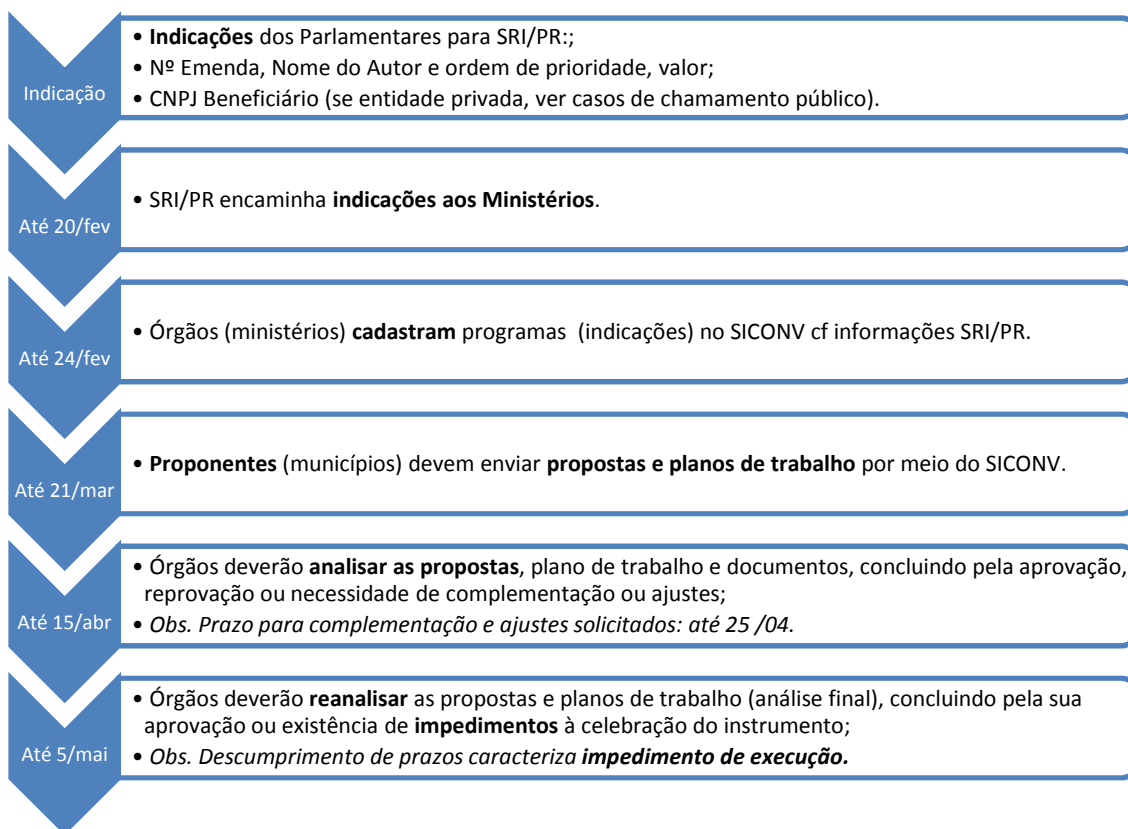 Indicação
• Indicações dos Parlamentares para SRI/PR:;
• Nº Emenda, Nome do Autor e ordem de prioridade, valor;
• CNPJ Beneficiário (se entidade privada, ver casos de chamamento público).
Até 20/fev
• SRI/PR encaminha indicações aos Ministérios.
Até 24/fev
• Órgãos (ministérios) cadastram programas (indicações) no SICONV cf informações SRI/PR.
Até 21/mar
• Proponentes (municípios) devem enviar propostas e planos de trabalho por meio do SICONV.
Até 15/abr
• Órgãos deverão analisar as propostas, plano de trabalho e documentos, concluindo pela aprovação,
reprovação ou necessidade de complementação ou ajustes;
• Obs. Prazo para complementação e ajustes solicitados: até 25 /04.
Até 5/mai
• Órgãos deverão reanalisar as propostas e planos de trabalho (análise final), concluindo pela sua
aprovação ou existência de impedimentos à celebração do instrumento;
• Obs. Descumprimento de prazos caracteriza impedimento de execução.